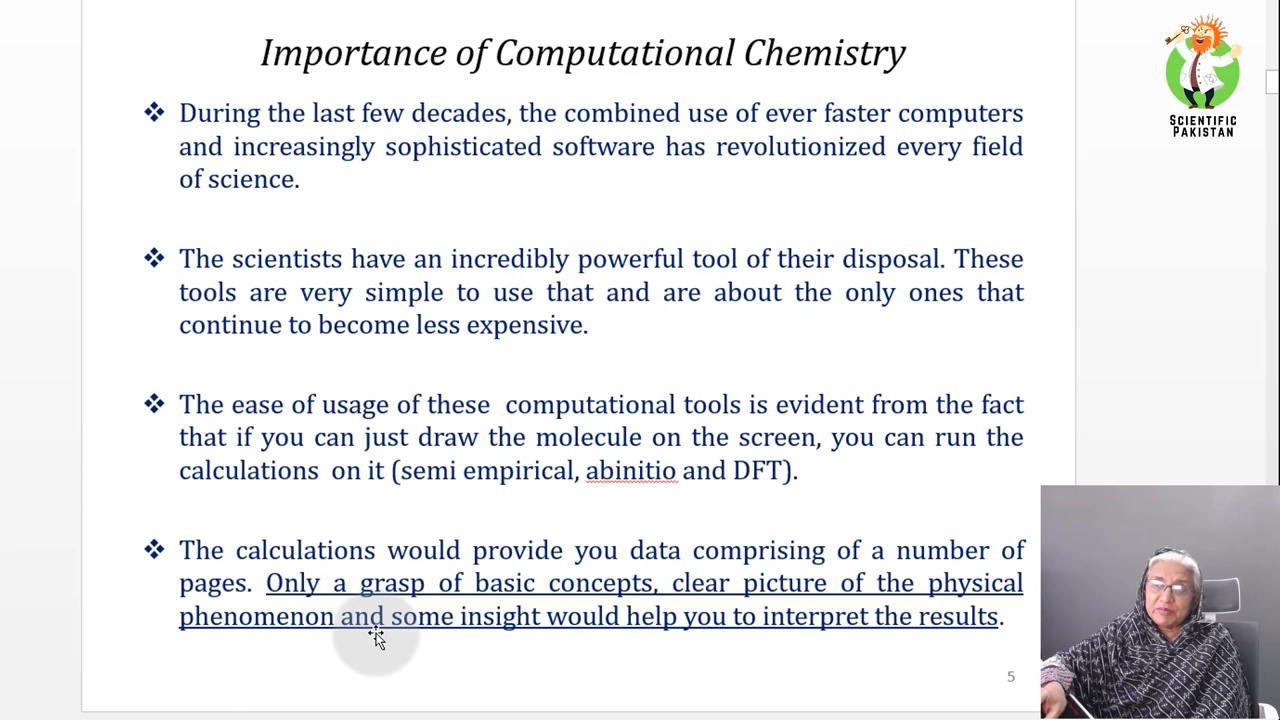 Importance of Computational Chemistry
SCIENTIFIC
PAKISTAN
❖ During the last few decades, the combined use of ever faster computers
and increasingly sophisticated software has revolutionized every field
of science.
❖ The scientists have an incredibly powerful tool of their disposal. These
tools are very simple to use that and are about the only ones that
continue to become less expensive.
❖ The ease of usage of these computational tools is evident from the fact
that if you can just draw the molecule on the screen, you can run the
calculations on it (semi empirical, abinitio and DFT).
❖ The calculations would provide you data comprising of a number of
pages. Only a grasp of basic concepts, clear picture of the physical
phenomenon and some insight would help you to interpret the results.
5